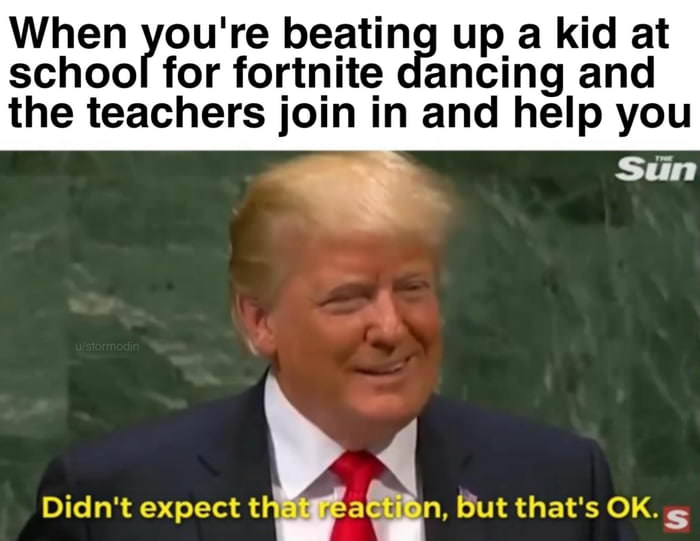 When you're beating up a kid at
school for fortnite dancing and
the teachers join in and help you
THE
Sun
u/stormodin
Didn't expect that reaction, but that's OK.
S